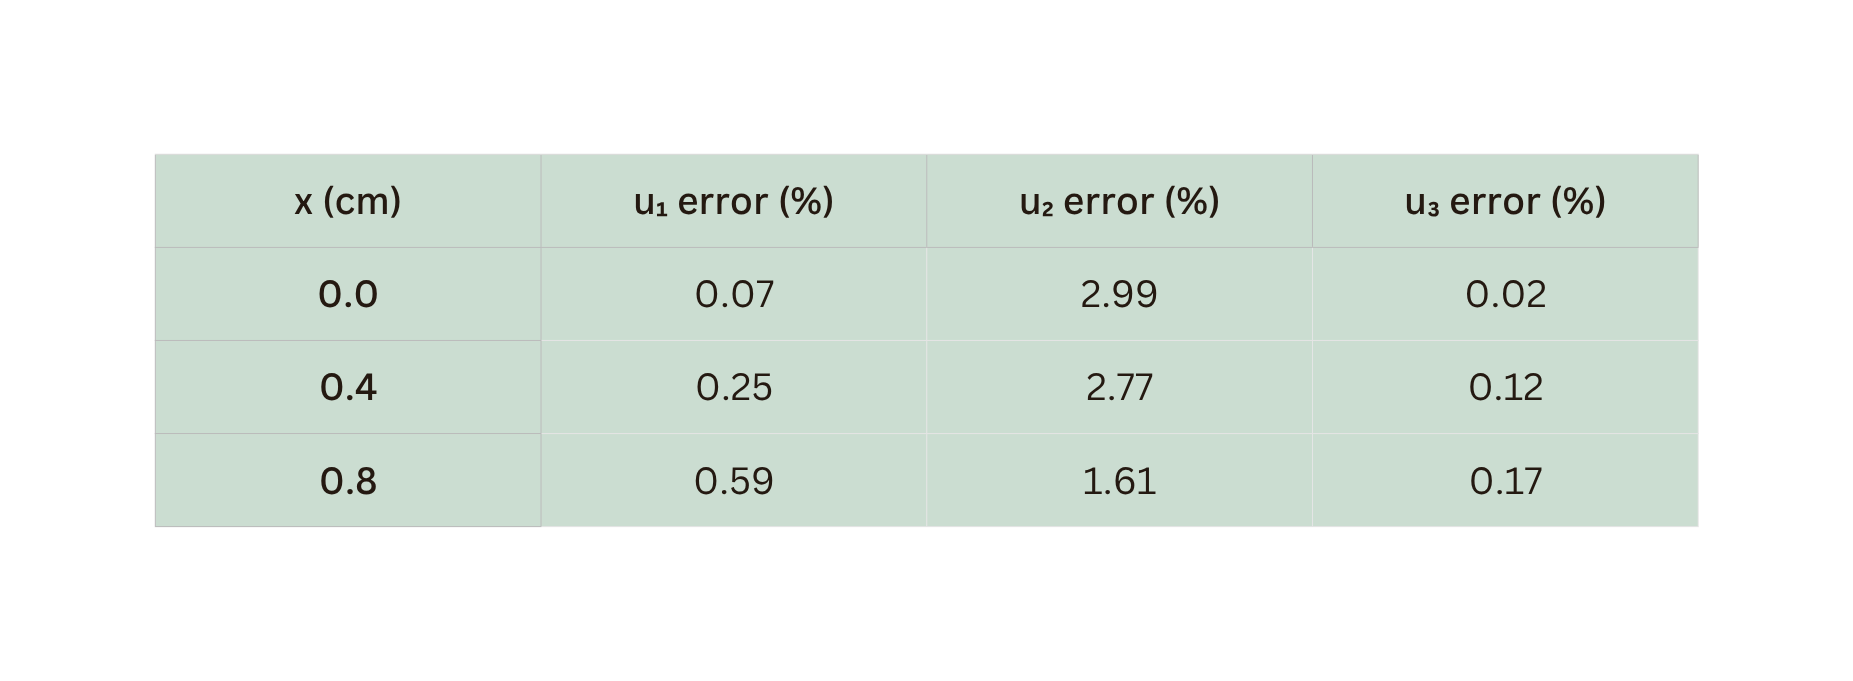 x (cm) u₁ error (%) u₂ error (%) u₃ error (%)
0.0 0.07 2.99 0.02
0.4 0.25 2.77 0.12
0.8 0.59 1.61 0.17